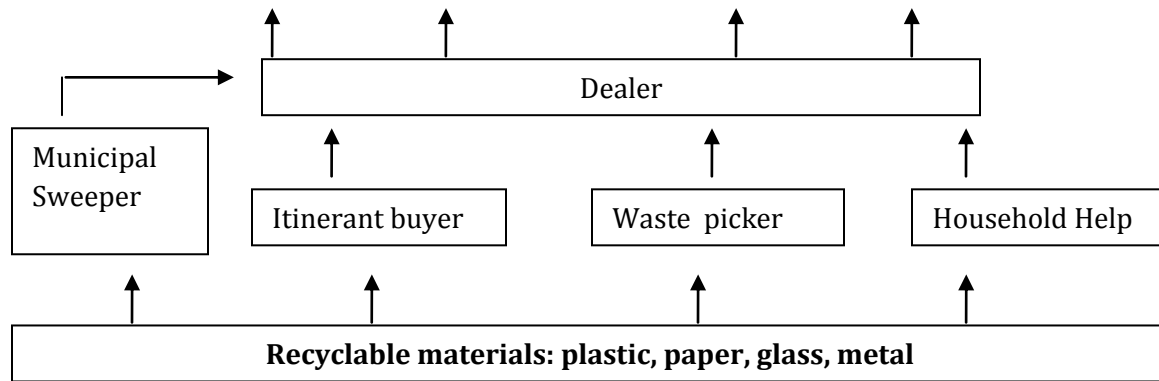 Dealer
Municipal
Sweeper
Itinerant buyer
Waste picker
Household Help
Recyclable materials: plastic, paper, glass, metal